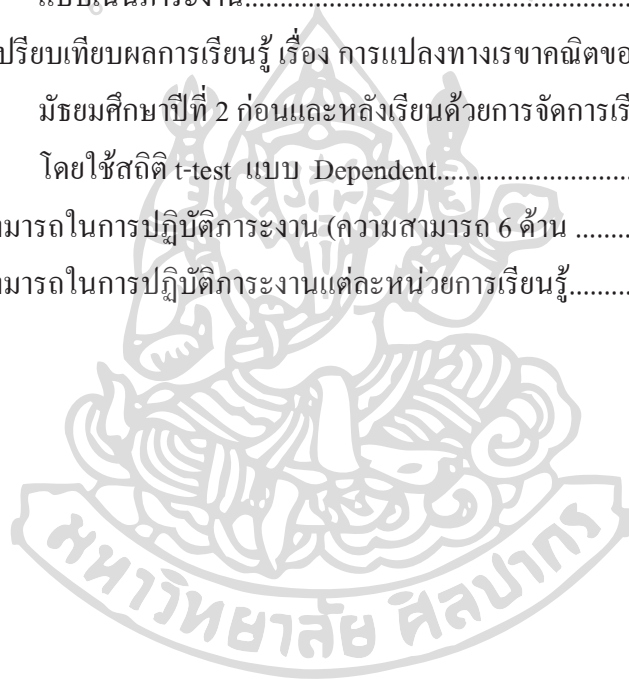 แบบเน้นภาระงาน......................................................
เปรียบเทียบผลการเรียนรู้ เรื่อง การแปลงทางเรขาคณิตขอ
มัธยมศึกษาปีที่ 2 ก่อนและหลังเรียนด้วยการจัดการเรี
โดยใช้สถิติ t-test แบบ Dependent...........................
มารถในการปฏิบัติภาระงาน (ความสามารถ 6 ด้าน ........
มารถในการปฏิบัติภาระงานแต่ละหน่วยการเรียนรู้.........
มหาวิทยาลัย ศิลปากร